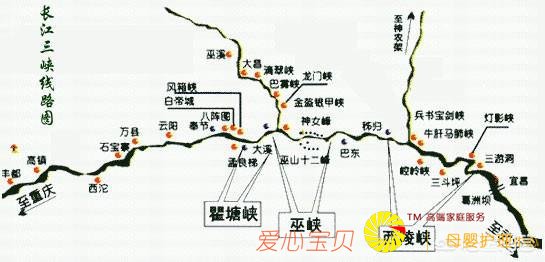 长江三峡线路图
至神农架
巫溪
大昌
滴翠峡
巴雾峡
龙门峡
风箱峡
白帝城
金盔银甲峡
八阵图
神女峰
秭归
兵书宝剑峡
牛肝马肺峡
灯影峡
万县
云阳
奉节
石宝寨
高镇
丰都
大溪
孟良梯
巫山十二峰
巴东
崆岭峡
三斗坪
三游洞
宜昌
葛洲坝
西沱
至重庆
瞿塘峡
巫峡
西陵峡
TM 高端家庭服务
爱心宝贝
母婴护理